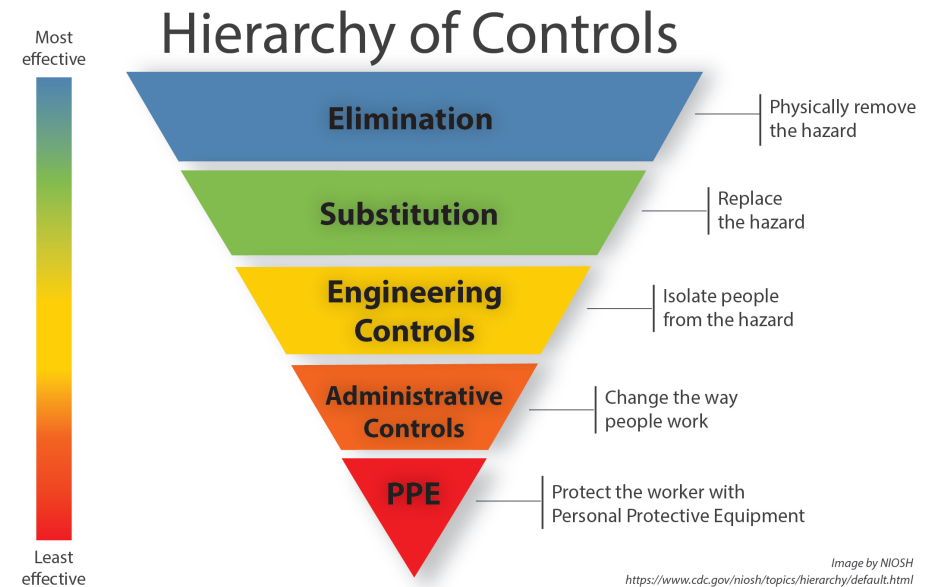 Hierarchy of Controls
Most
effective
Elimination
Physically remove
the hazard
Substitution
Replace
the hazard
Engineering
Controls
Isolate people
from the hazard
Administrative
Controls
Change the way
people work
PPE
Protect the worker with
Personal Protective Equipment
Least
effective
Image by NIOSH
https://www.cdc.gov/niosh/topics/hierarchy/default.html